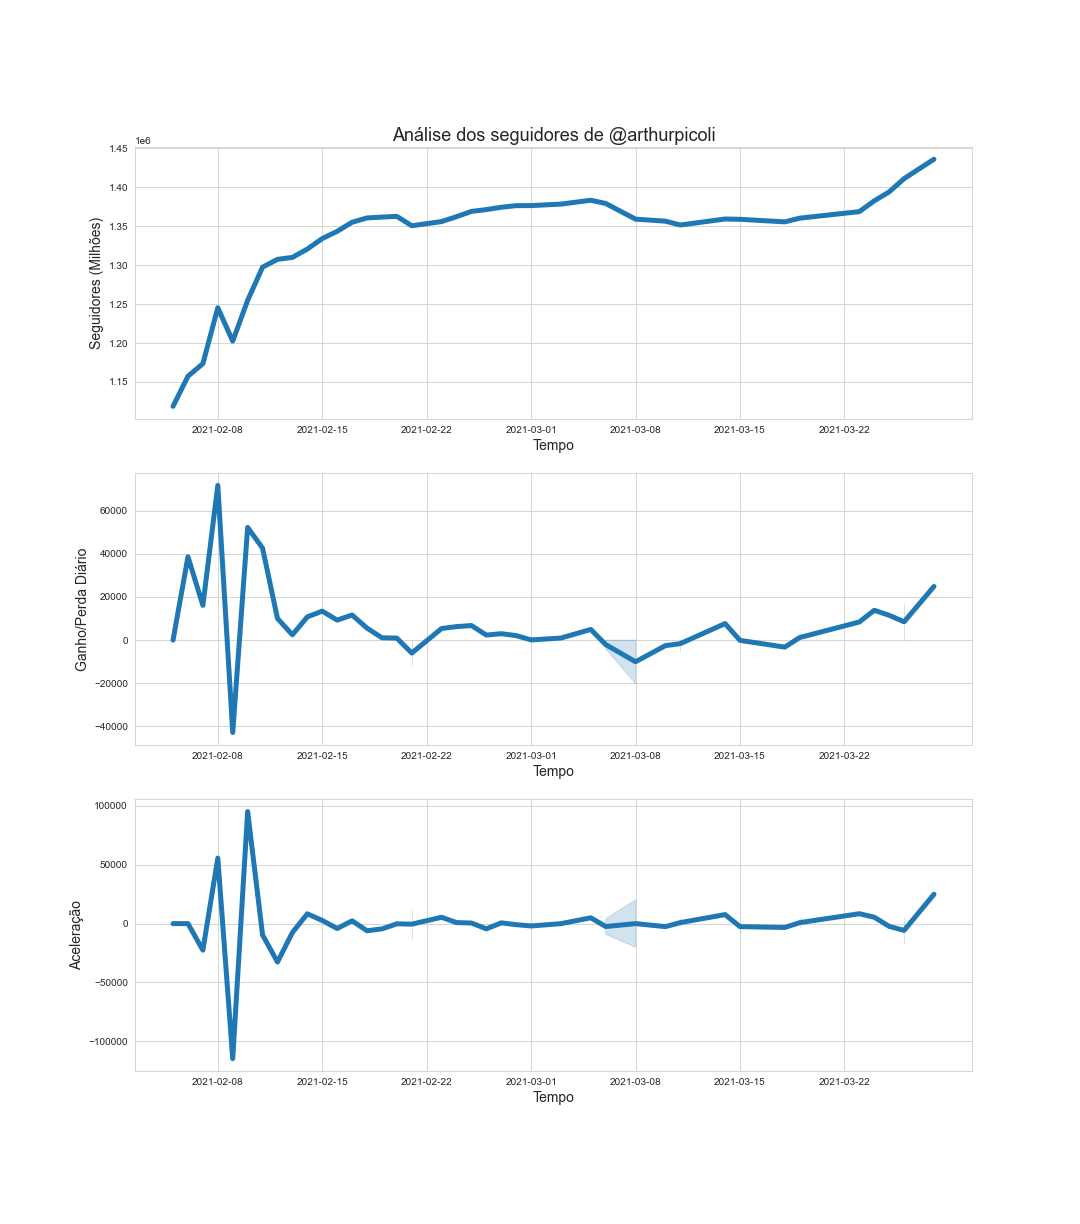 Análise dos seguidores de @arthurpicoli
1e6
1.45
1.40
1.35
1.30
1.25
1.20
1.15
Seguidores (Milhões)
2021-02-08 2021-02-15 2021-02-22 2021-03-01 2021-03-08 2021-03-15 2021-03-22
Tempo
60000
40000
20000
0
−20000
−40000
Ganho/Perda Diário
2021-02-08 2021-02-15 2021-02-22 2021-03-01 2021-03-08 2021-03-15 2021-03-22
Tempo
100000
50000
0
−50000
−100000
Aceleração
2021-02-08 2021-02-15 2021-02-22 2021-03-01 2021-03-08 2021-03-15 2021-03-22
Tempo